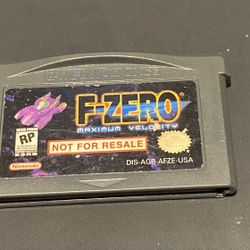 F-ZERO
MAXIMUM VELOCITY
RP
NOT FOR RESALE
Nintendo
DIS-AGB-AFZE-USA